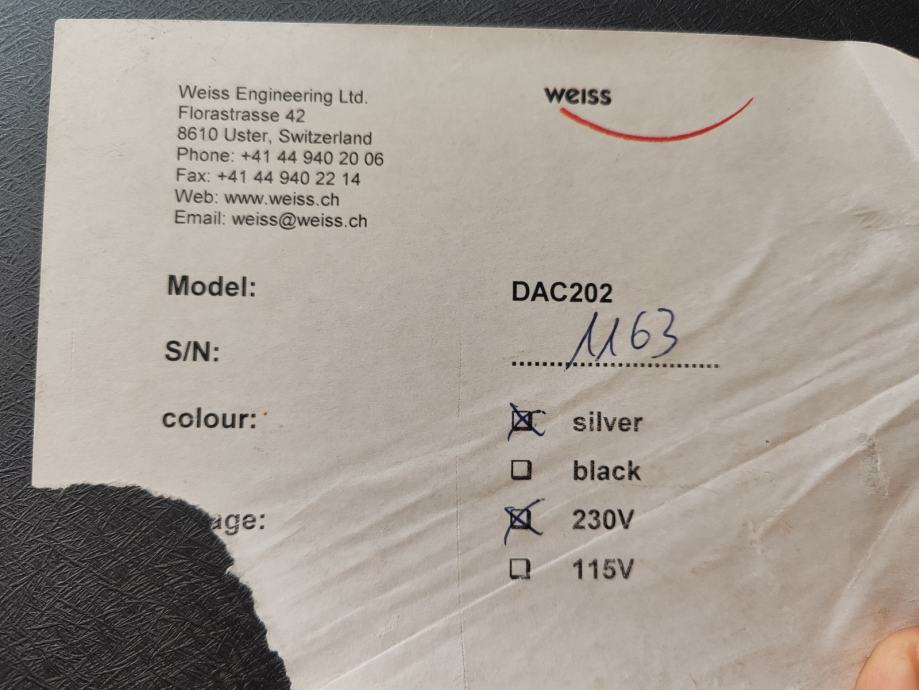 Weiss Engineering Ltd.
Florastrasse 42
8610 Uster, Switzerland
Phone: +41 44 940 20 06
Fax: +41 44 940 22 14
Web: www.weiss.ch
Email: weiss@weiss.ch
weiss
Model: DAC202
S/N: 1163
colour: silver
black
age: 230V
115V